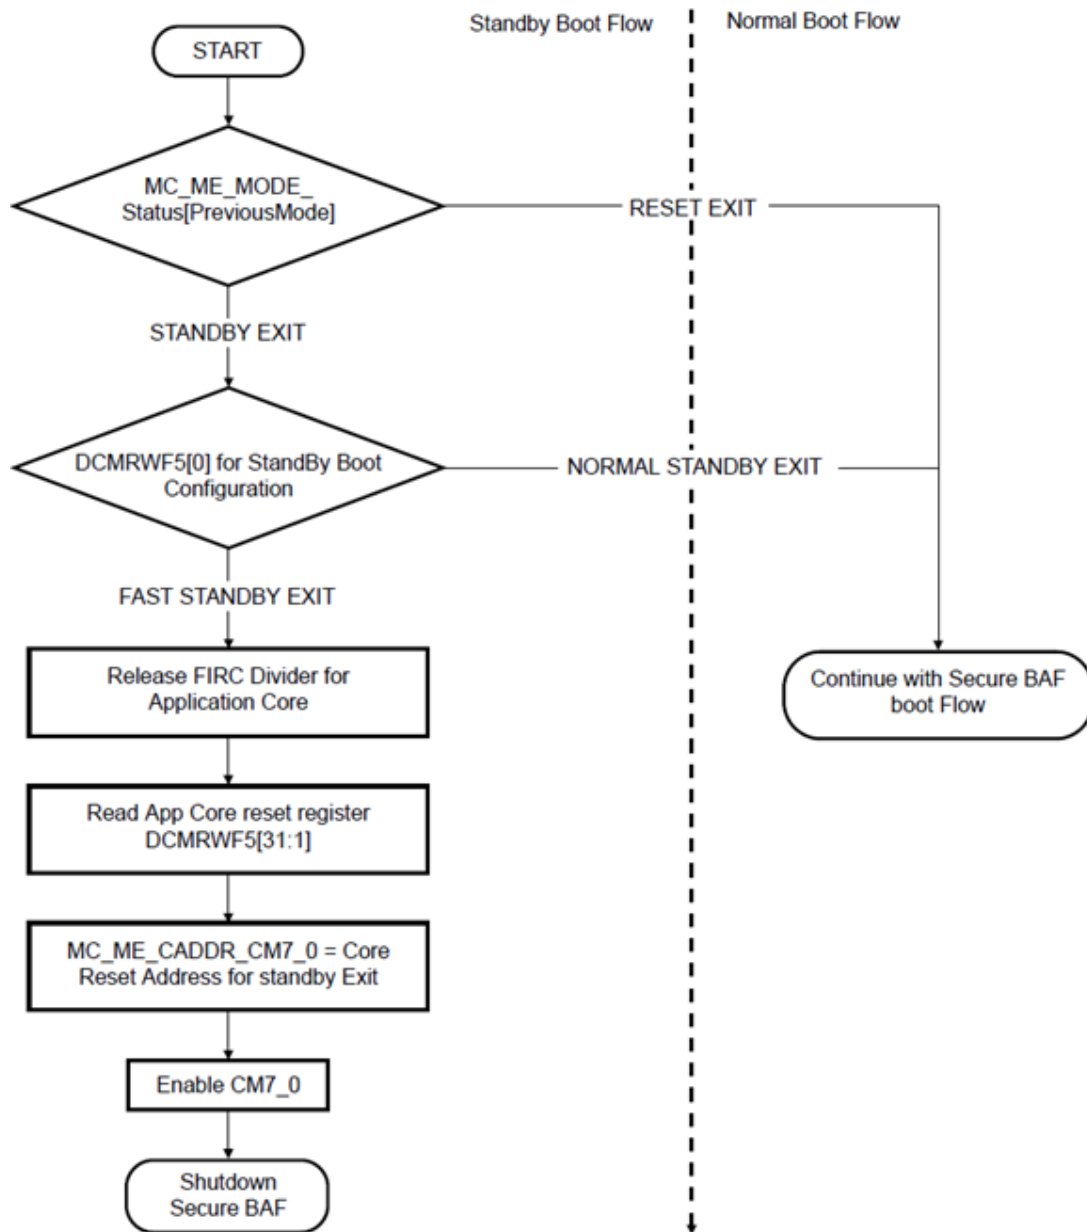 Standby Boot Flow
Normal Boot Flow
START
MC_ME_MODE_
Status[PreviousMode]
RESET EXIT
STANDBY EXIT
DCMRWF5[0] for StandBy Boot
Configuration
NORMAL STANDBY EXIT
FAST STANDBY EXIT
Release FIRC Divider for
Application Core
Continue with Secure BAF
boot Flow
Read App Core reset register
DCMRWF5[31:1]
MC_ME_CADDR_CM7_0 = Core
Reset Address for standby Exit
Enable CM7_0
Shutdown
Secure BAF